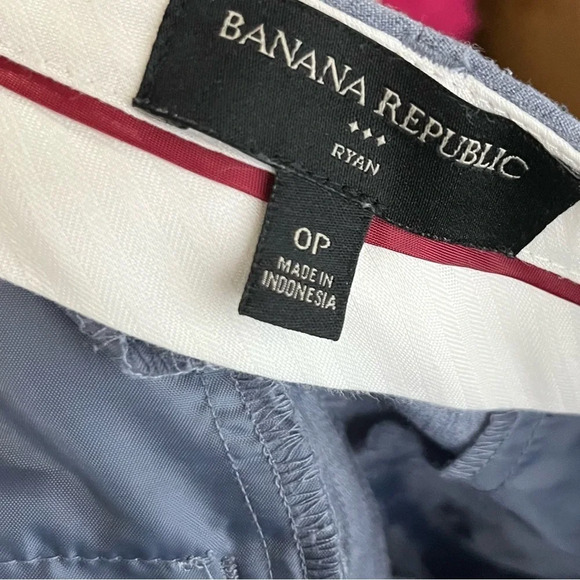 BANANA REPUBLIC
RYAN
0P
MADE IN
INDONESIA